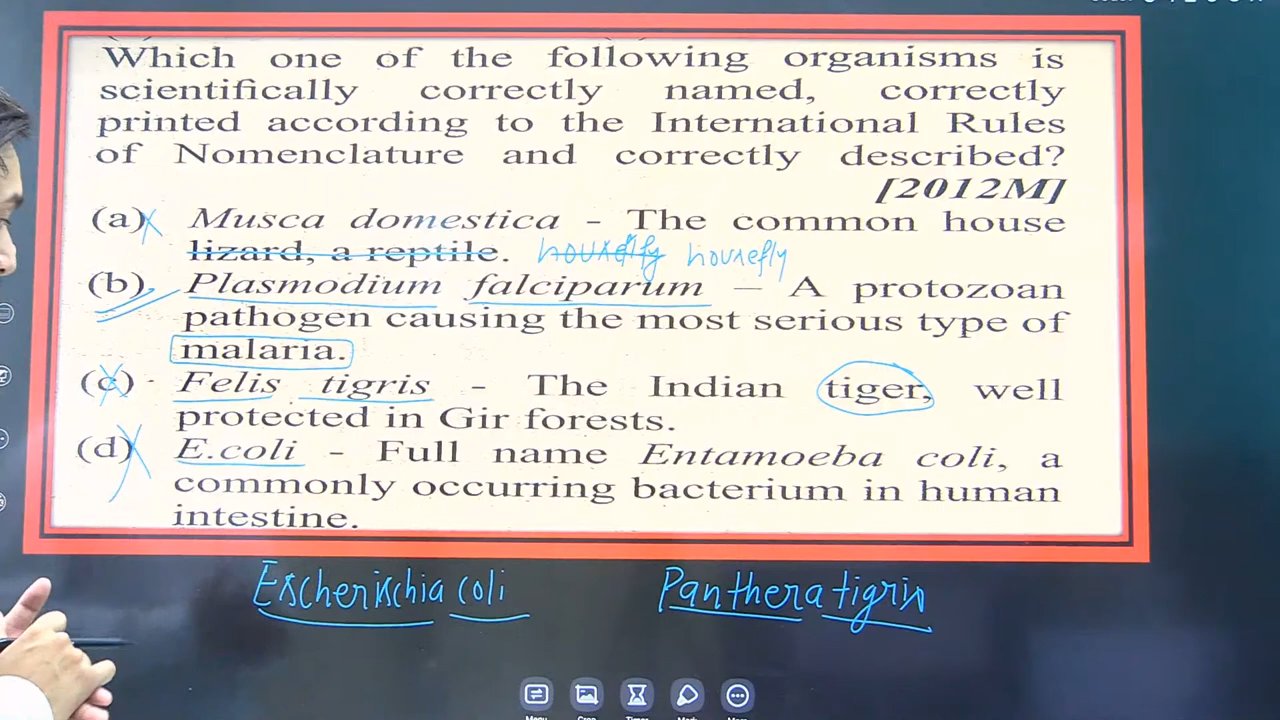 Which one of the following organisms is
scientifically correctly named, correctly
printed according to the International Rules
of Nomenclature and correctly described?
[2012M]
(a) Musca domestica - The common house
lizard, a reptile. housefly housefly
(b) Plasmodium falciparum – A protozoan
pathogen causing the most serious type of
malaria.
(c) Felis tigris - The Indian tiger, well
protected in Gir forests.
(d) E.coli - Full name Entamoeba coli, a
commonly occurring bacterium in human
intestine.
Escherischia coli Panthera tigris